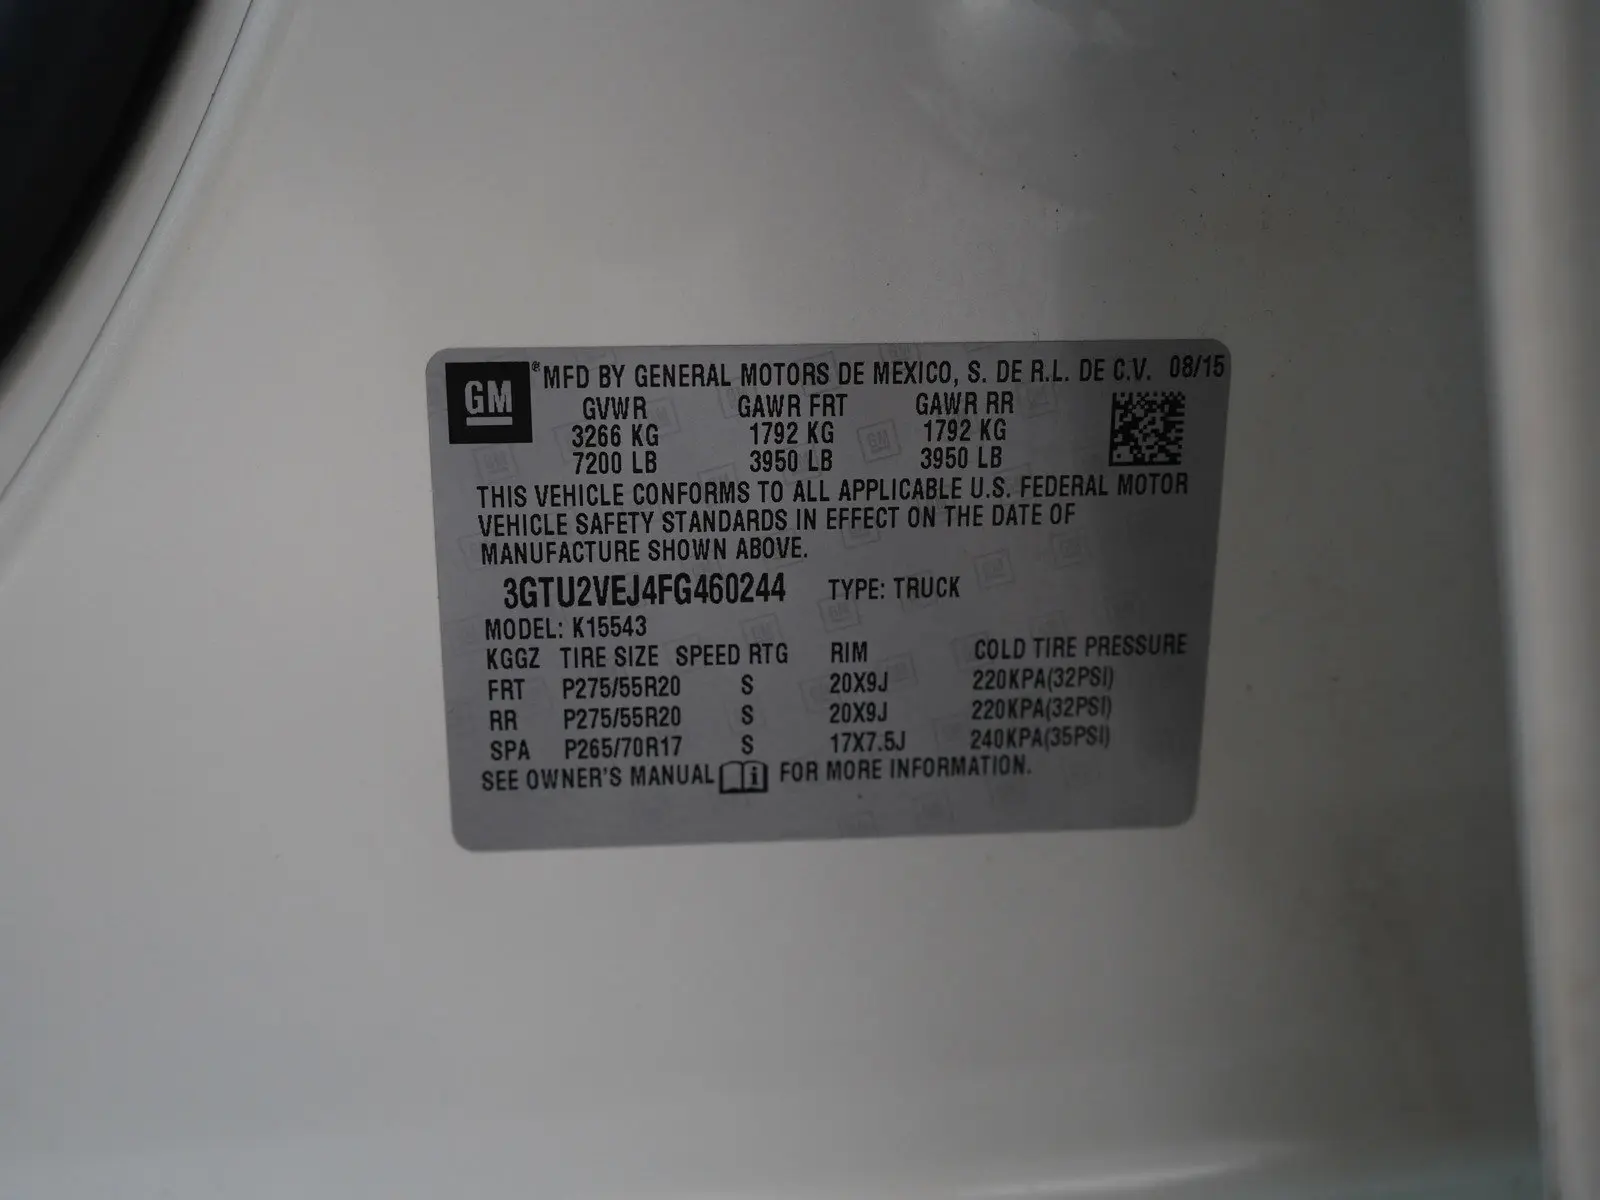 GM ® MFD BY GENERAL MOTORS DE MEXICO, S. DE R.L. DE C.V. 08/15
GVWR GAWR FRT GAWR RR
3266 KG 1792 KG 1792 KG
7200 LB 3950 LB 3950 LB
THIS VEHICLE CONFORMS TO ALL APPLICABLE U.S. FEDERAL MOTOR
VEHICLE SAFETY STANDARDS IN EFFECT ON THE DATE OF
MANUFACTURE SHOWN ABOVE.
3GTU2VEJ4FG460244 TYPE: TRUCK
MODEL: K15543
KGGZ TIRE SIZE SPEED RTG RIM COLD TIRE PRESSURE
FRT P275/55R20 S 20X9J 220KPA(32PSI)
RR P275/55R20 S 20X9J 220KPA(32PSI)
SPA P265/70R17 S 17X7.5J 240KPA(35PSI)
SEE OWNER'S MANUAL FOR MORE INFORMATION.